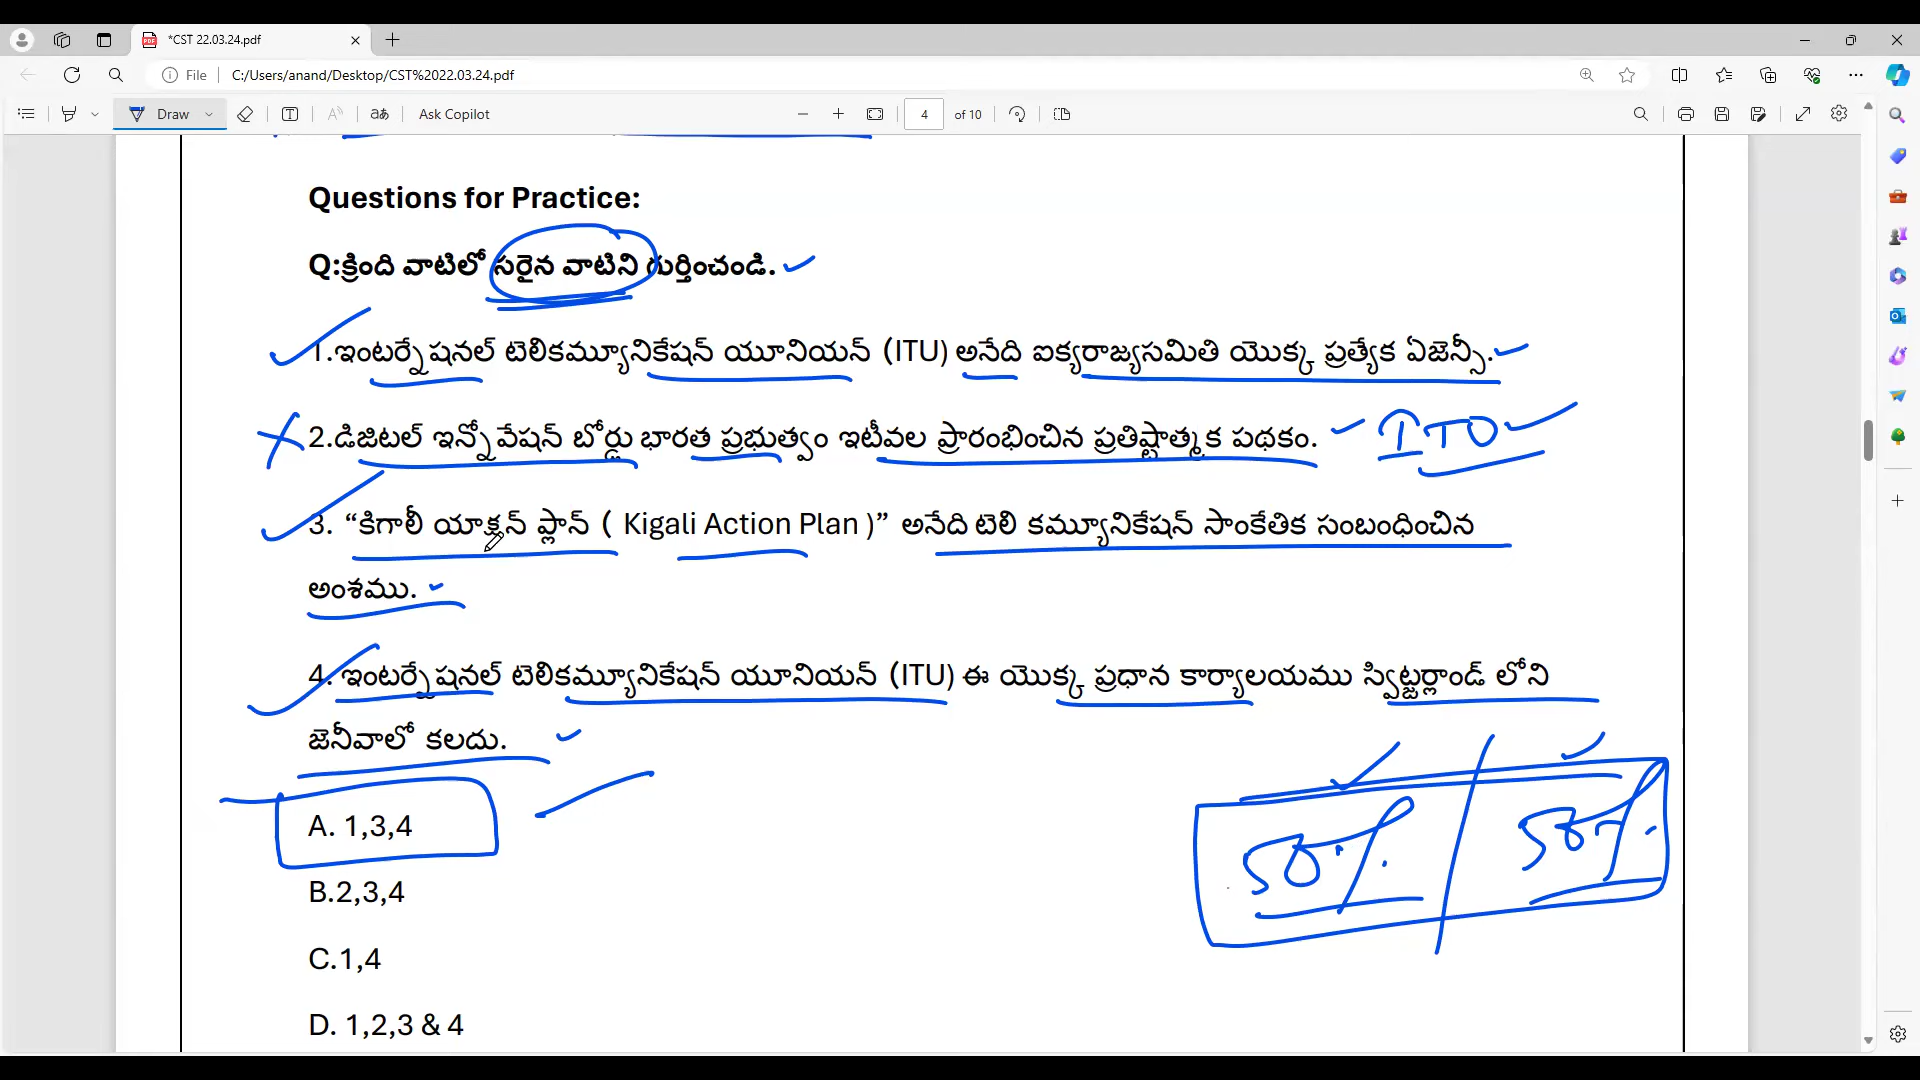 *CST 22.03.24.pdf
File
C:/Users/anand/Desktop/CST%2022.03.24.pdf
Draw
Ask Copilot
4 of 10
Questions for Practice:
Q:క్రింది వాటిలో సరైన వాటిని గుర్తించండి.
1.ఇంటర్నేషనల్ టెలికమ్యూనికేషన్ యూనియన్ (ITU) అనేది ఐక్యరాజ్యసమితి యొక్క ప్రత్యేక ఏజెన్సీ.
2.డిజిటల్ ఇన్నోవేషన్ బోర్డు భారత ప్రభుత్వం ఇటీవల ప్రారంభించిన ప్రతిష్టాత్మక పథకం. ITU
3. “కిగాలీ యాక్షన్ ప్లాన్ ( Kigali Action Plan )” అనేది టెలి కమ్యూనికేషన్ సాంకేతిక సంబంధించిన
అంశము.
4. ఇంటర్నేషనల్ టెలికమ్యూనికేషన్ యూనియన్ (ITU) ఈ యొక్క ప్రధాన కార్యాలయము స్విట్జర్లాండ్ లోని
జెనీవాలో కలదు.
A. 1,3,4
50% 50%
B.2,3,4
C.1,4
D. 1,2,3 & 4